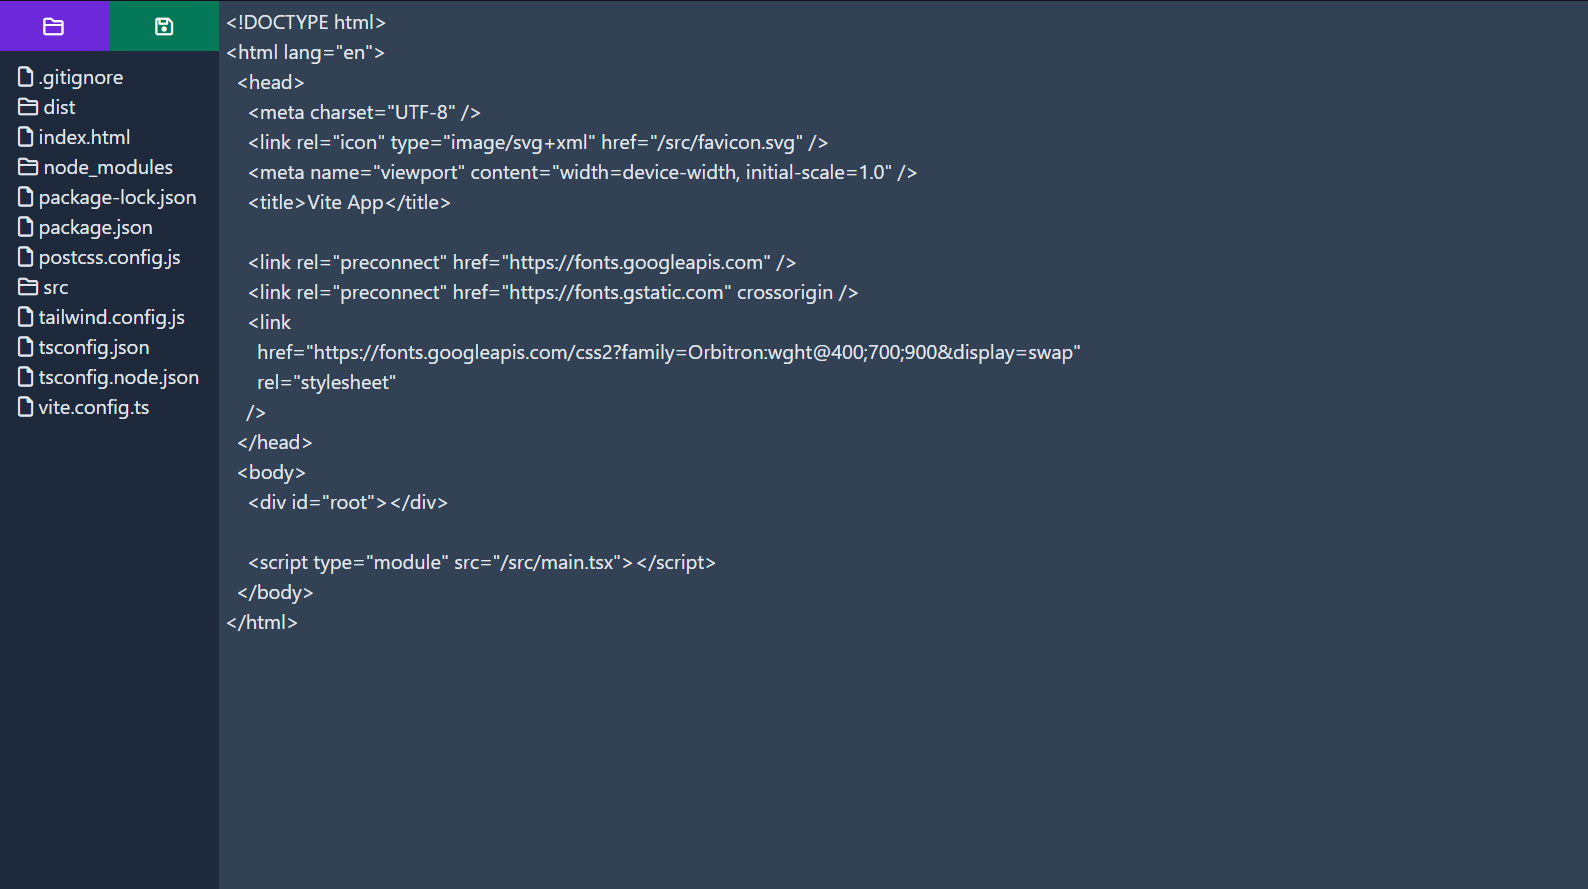 .gitignore
dist
index.html
node_modules
package-lock.json
package.json
postcss.config.js
src
tailwind.config.js
tsconfig.json
tsconfig.node.json
vite.config.ts
<!DOCTYPE html>
<html lang="en">
  <head>
    <meta charset="UTF-8" />
    <link rel="icon" type="image/svg+xml" href="/src/favicon.svg" />
    <meta name="viewport" content="width=device-width, initial-scale=1.0" />
    <title>Vite App</title>

    <link rel="preconnect" href="https://fonts.googleapis.com" />
    <link rel="preconnect" href="https://fonts.gstatic.com" crossorigin />
    <link
      href="https://fonts.googleapis.com/css2?family=Orbitron:wght@400;700;900&display=swap"
      rel="stylesheet"
    />
  </head>
  <body>
    <div id="root"></div>

    <script type="module" src="/src/main.tsx"></script>
  </body>
</html>